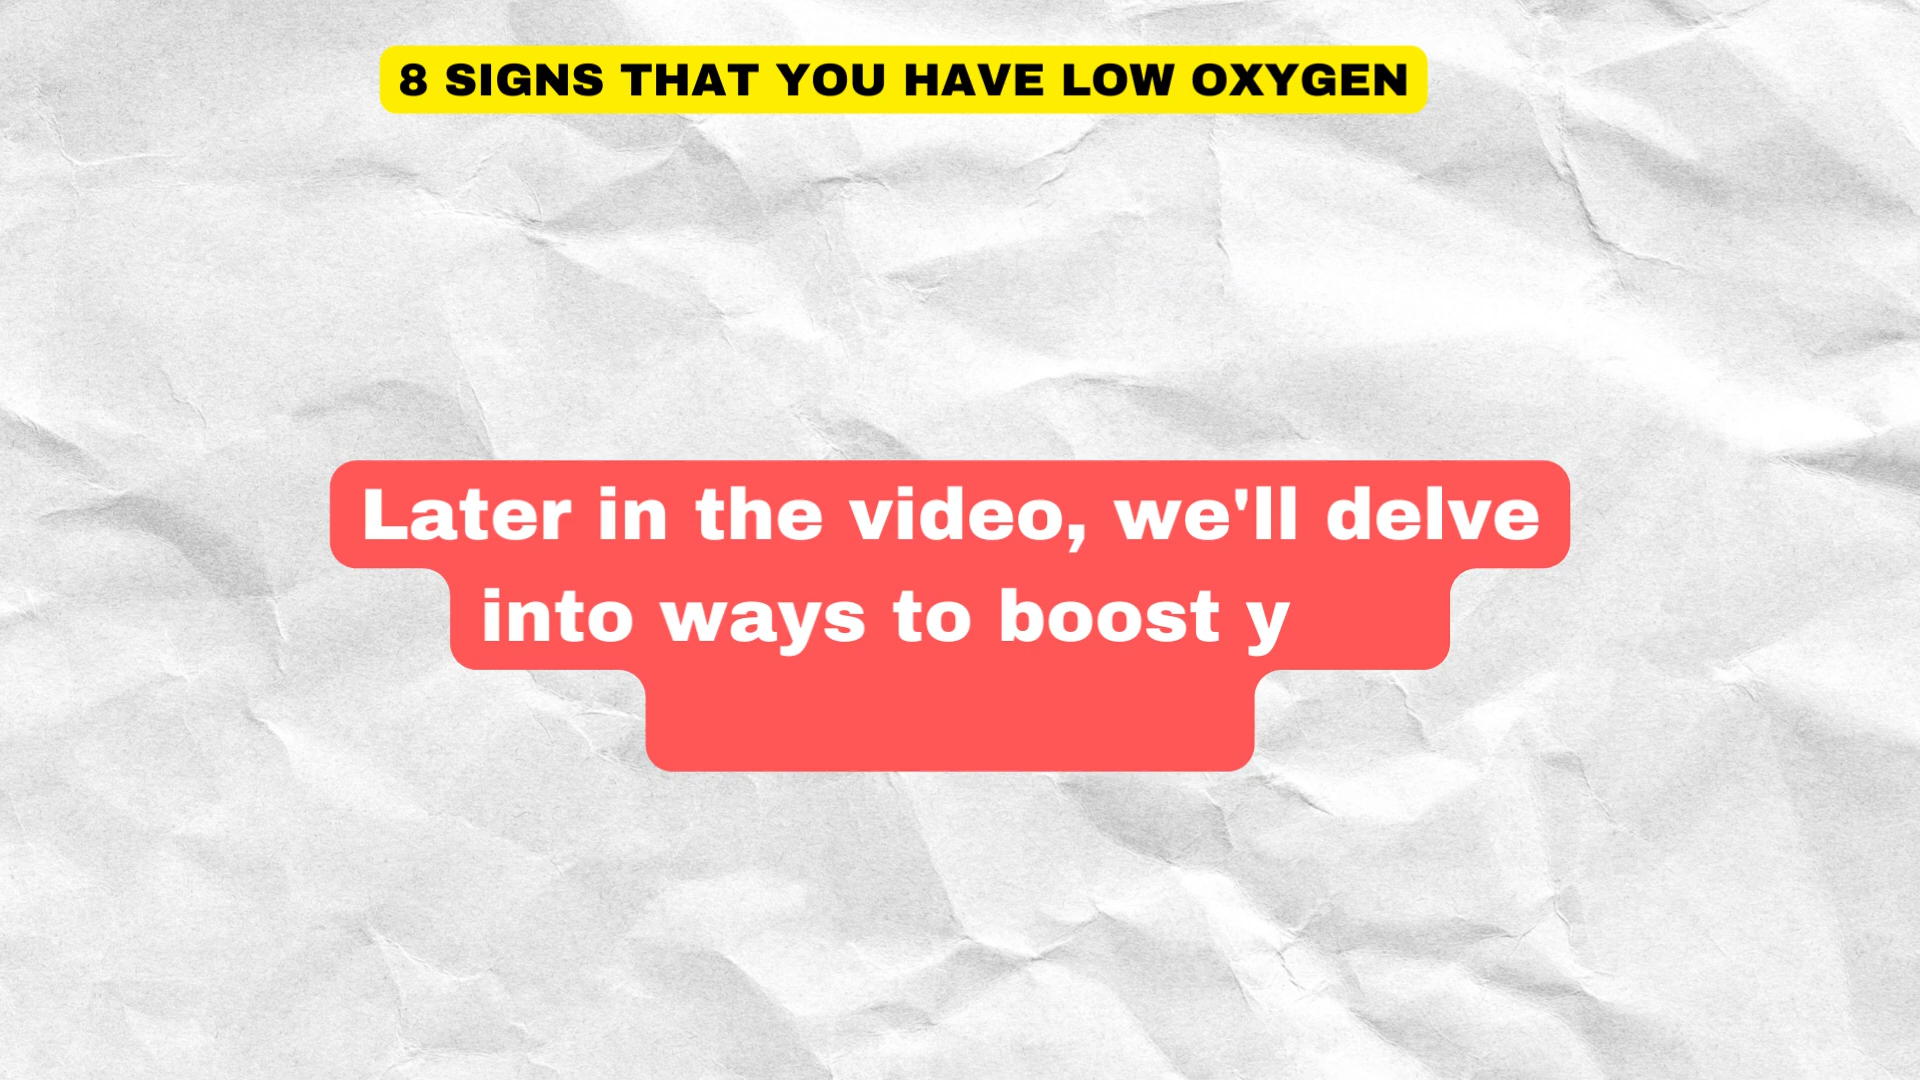 8 SIGNS THAT YOU HAVE LOW OXYGEN
Later in the video, we'll delve
into ways to boost y